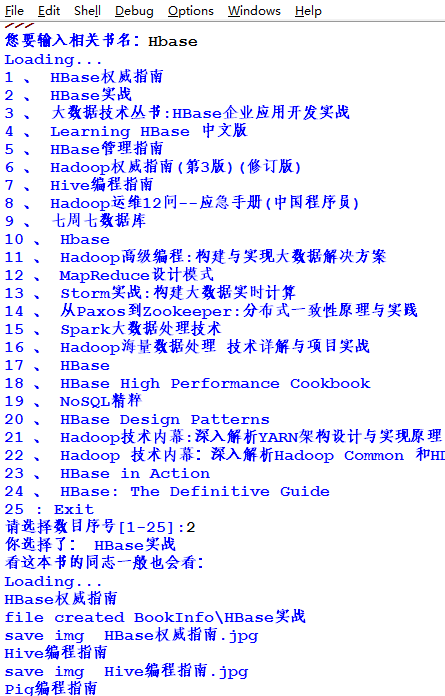 File Edit Shell Debug Options Windows Help
>>>
您要输入相关书名: Hbase
Loading...
1 、 HBase权威指南
2 、 HBase实战
3 、 大数据技术丛书:HBase企业应用开发实战
4 、 Learning HBase 中文版
5 、 HBase管理指南
6 、 Hadoop权威指南(第3版)(修订版)
7 、 Hive编程指南
8 、 Hadoop运维12问--应急手册(中国程序员)
9 、 七周七数据库
10 、 Hbase
11 、 Hadoop高级编程:构建与实现大数据解决方案
12 、 MapReduce设计模式
13 、 Storm实战:构建大数据实时计算
14 、 从Paxos到Zookeeper:分布式一致性原理与实践
15 、 Spark大数据处理技术
16 、 Hadoop海量数据处理 技术详解与项目实战
17 、 HBase
18 、 HBase High Performance Cookbook
19 、 NoSQL精粹
20 、 HBase Design Patterns
21 、 Hadoop技术内幕:深入解析YARN架构设计与实现原理
22 、 Hadoop 技术内幕: 深入解析Hadoop Common 和HD
23 、 HBase in Action
24 、 HBase: The Definitive Guide
25 : Exit
请选择数目序号[1-25]:2
你选择了: HBase实战
看这本书的同志一般也会看:
Loading...
HBase权威指南
file created BookInfo\HBase实战
save img HBase权威指南.jpg
Hive编程指南
save img Hive编程指南.jpg
Pig编程指南